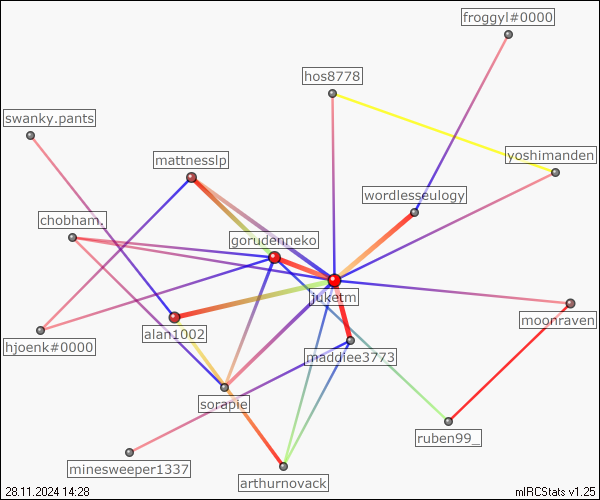 froggyl#0000
hos8778
swanky.pants
mattnesslp
yoshimanden
wordlesseulogy
chobham.
gorudenneko
juketm
moonraven
alan1002
hjoenk#0000
maddiee3773
sorapie
ruben99_
minesweeper1337
arthurnovack
28.11.2024 14:28
mIRCStats v1.25